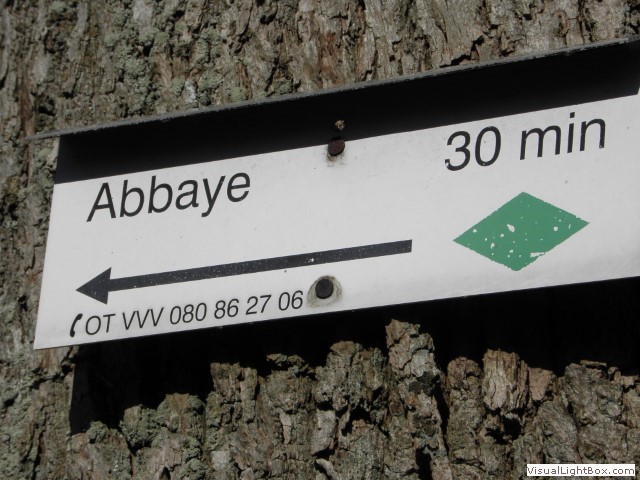 Abbaye 30 min
OT VVV 080 86 27 06
VisualLightBox.com